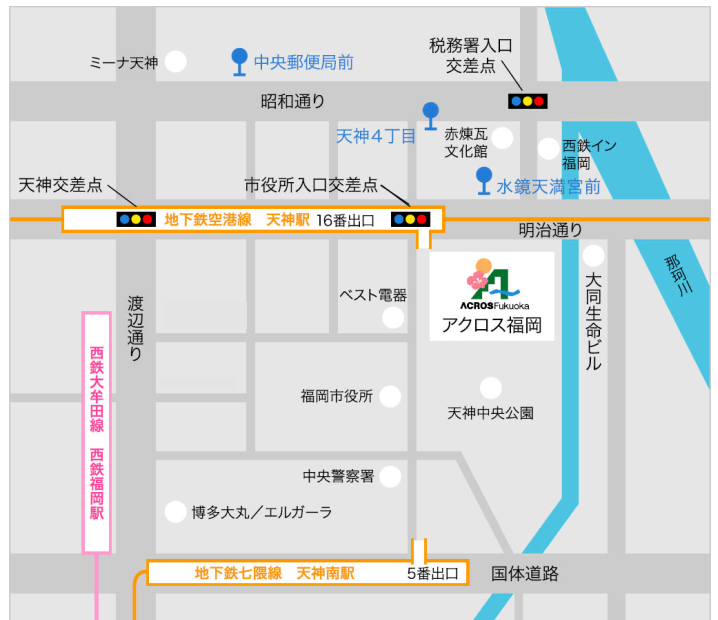 ミーナ天神
中央郵便局前
税務署入口
交差点
昭和通り
天神4丁目
赤煉瓦
文化館
西鉄イン
福岡
水鏡天満宮前
天神交差点
市役所入口交差点
地下鉄空港線 天神駅 16番出口
明治通り
那珂川
ACROS Fukuoka
アクロス福岡
大同生命ビル
渡辺通り
ベスト電器
西鉄大牟田線 西鉄福岡駅
福岡市役所
天神中央公園
中央警察署
博多大丸／エルガーラ
地下鉄七隈線 天神南駅 5番出口
国体道路